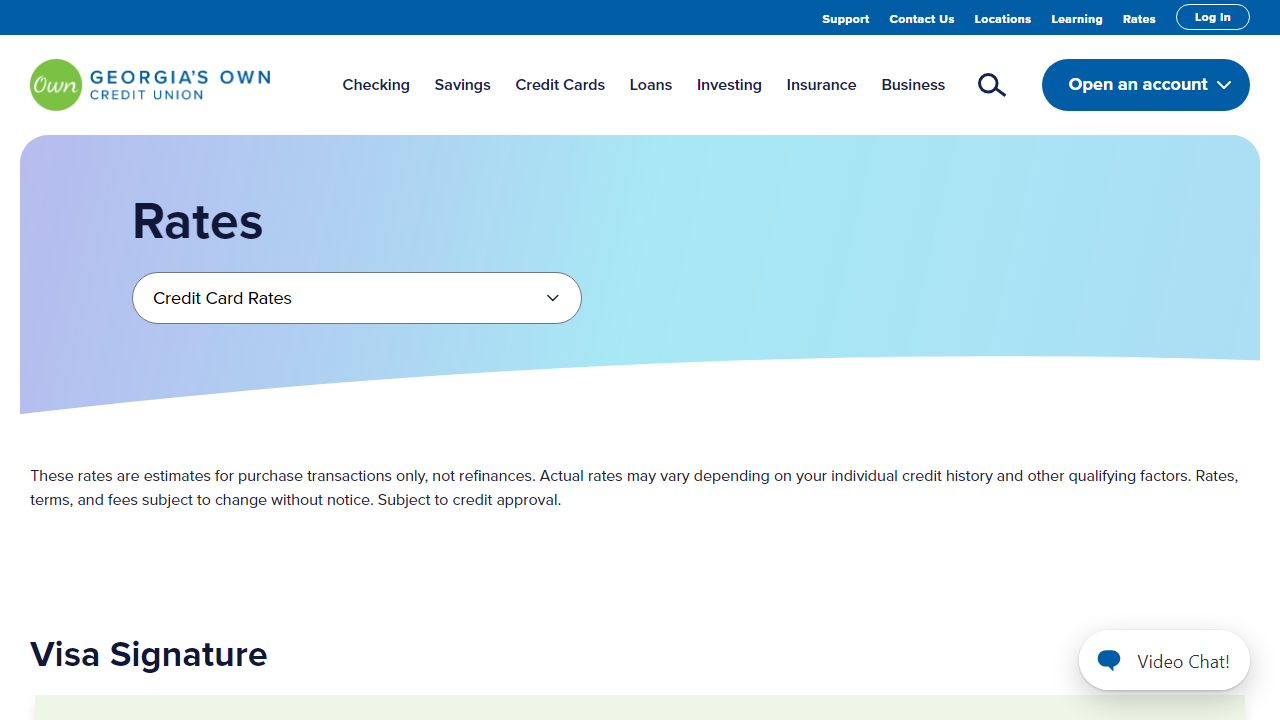 Support Contact Us Locations Learning Rates Log In
Own GEORGIA'S OWN
CREDIT UNION
Checking Savings Credit Cards Loans Investing Insurance Business Open an account
Rates
Credit Card Rates
These rates are estimates for purchase transactions only, not refinances. Actual rates may vary depending on your individual credit history and other qualifying factors. Rates,
terms, and fees subject to change without notice. Subject to credit approval.
Visa Signature
Video Chat!